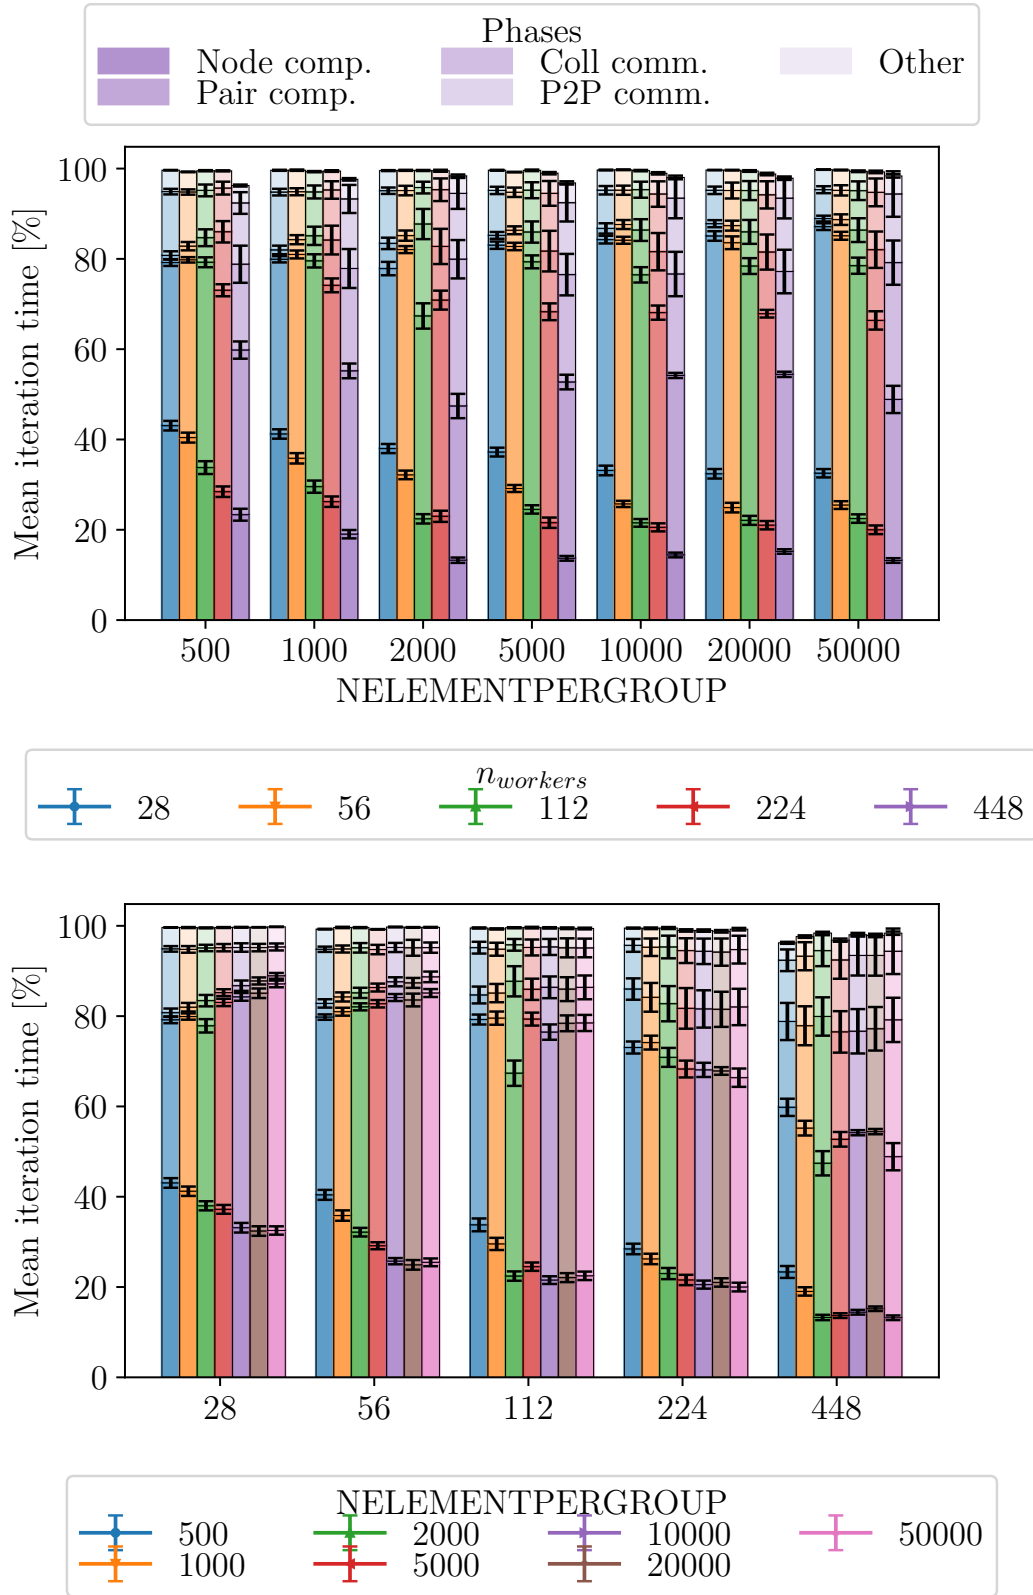 Phases
Node comp. Coll comm. Other
Pair comp. P2P comm.
Mean iteration time [%]
100
80
60
40
20
0
500 1000 2000 5000 10000 20000 50000
NELEMENTPERGROUP
n_workers
28 56 112 224 448
Mean iteration time [%]
100
80
60
40
20
0
28 56 112 224 448
NELEMENTPERGROUP
500 2000 10000 50000
1000 5000 20000